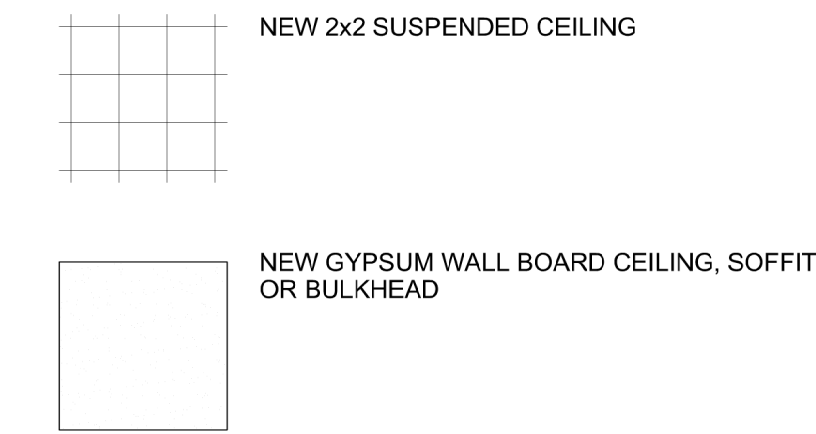 NEW 2x2 SUSPENDED CEILING
NEW GYPSUM WALL BOARD CEILING, SOFFIT
OR BULKHEAD